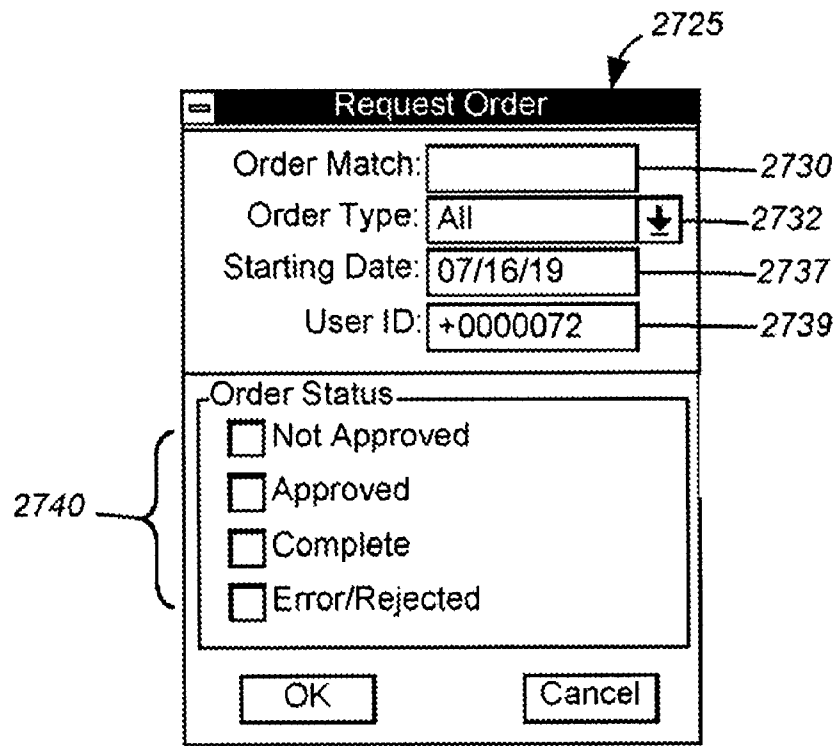 2725
Request Order
Order Match: 2730
Order Type: All 2732
Starting Date: 07/16/19 2737
User ID: +0000072 2739
Order Status
Not Approved
Approved
2740
Complete
Error/Rejected
OK Cancel